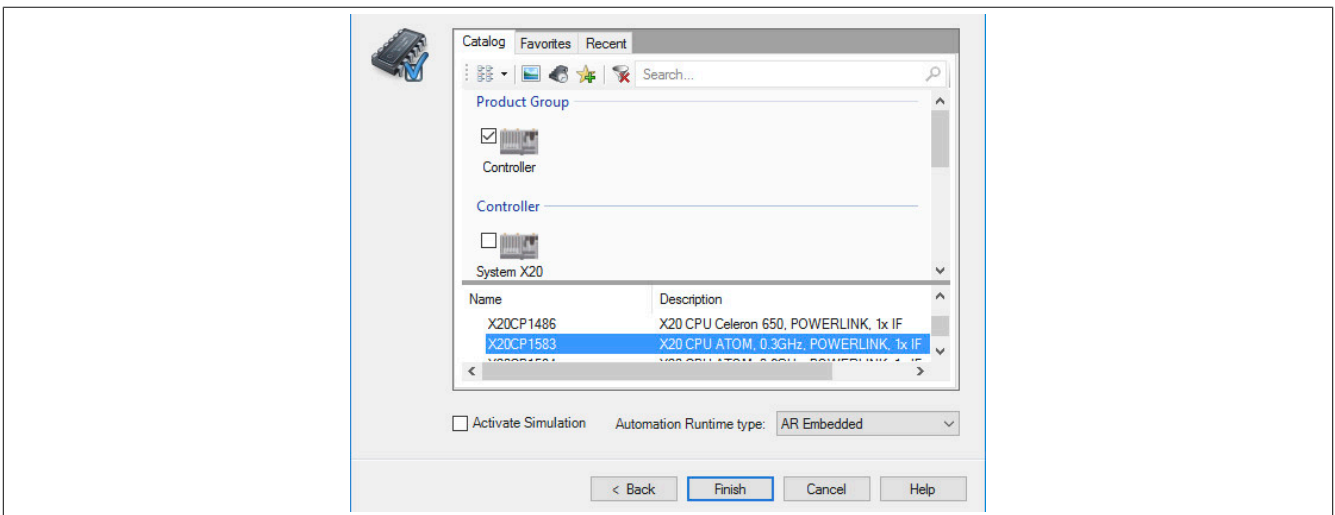 Catalog Favorites Recent
Search...
Product Group
Controller
Controller
System X20
Name Description
X20CP1486 X20 CPU Celeron 650, POWERLINK, 1x IF
X20CP1583 X20 CPU ATOM, 0.3GHz, POWERLINK, 1x IF
Activate Simulation Automation Runtime type: AR Embedded
< Back Finish Cancel Help